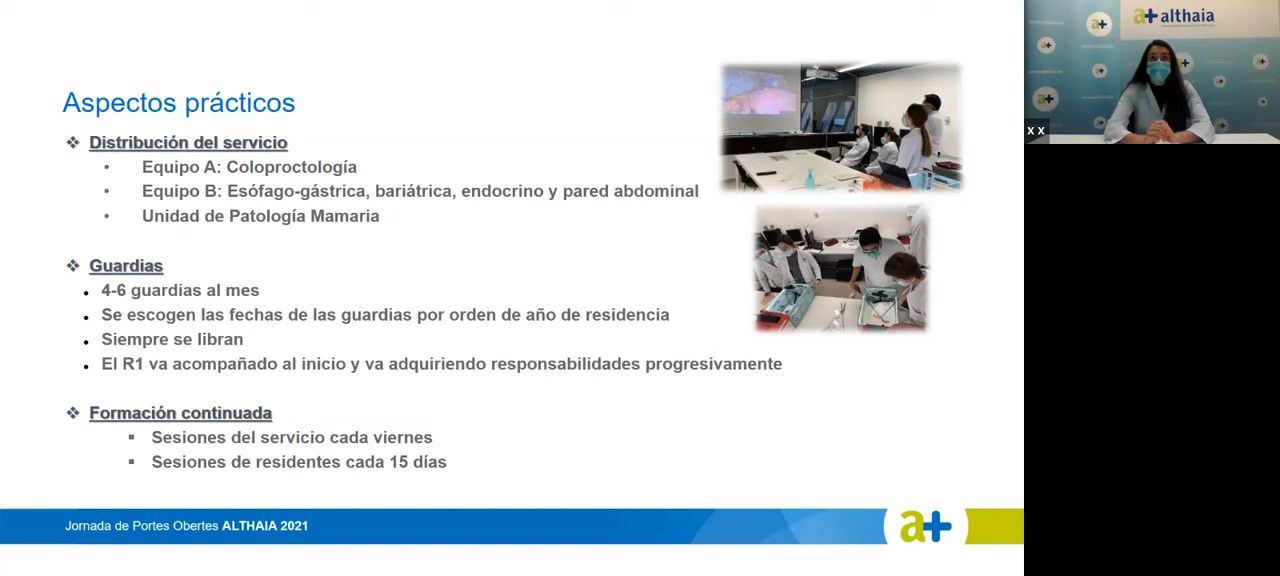 Aspectos prácticos
Distribución del servicio
Equipo A: Coloproctología
Equipo B: Esófago-gástrica, bariátrica, endocrino y pared abdominal
Unidad de Patología Mamaria
Guardias
4-6 guardias al mes
Se escogen las fechas de las guardias por orden de año de residencia
Siempre se libran
El R1 va acompañado al inicio y va adquiriendo responsabilidades progresivamente
Formación continuada
Sesiones del servicio cada viernes
Sesiones de residentes cada 15 días
Jornada de Portes Obertes ALTHAIA 2021
a+
a+ althaia
a+
x x